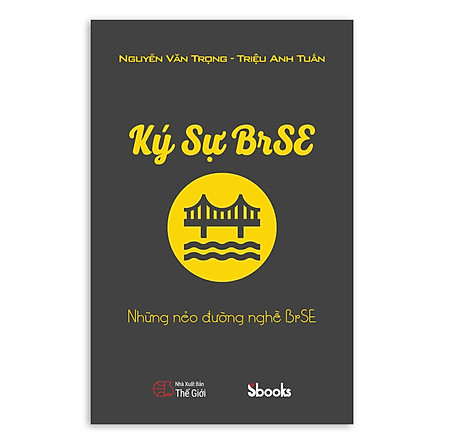 Nguyễn Văn Trọng - Triệu Anh Tuấn
Ký Sự BrSE
Những nẻo đường nghề BrSE
Nhà Xuất Bản
Thế Giới
Sbooks